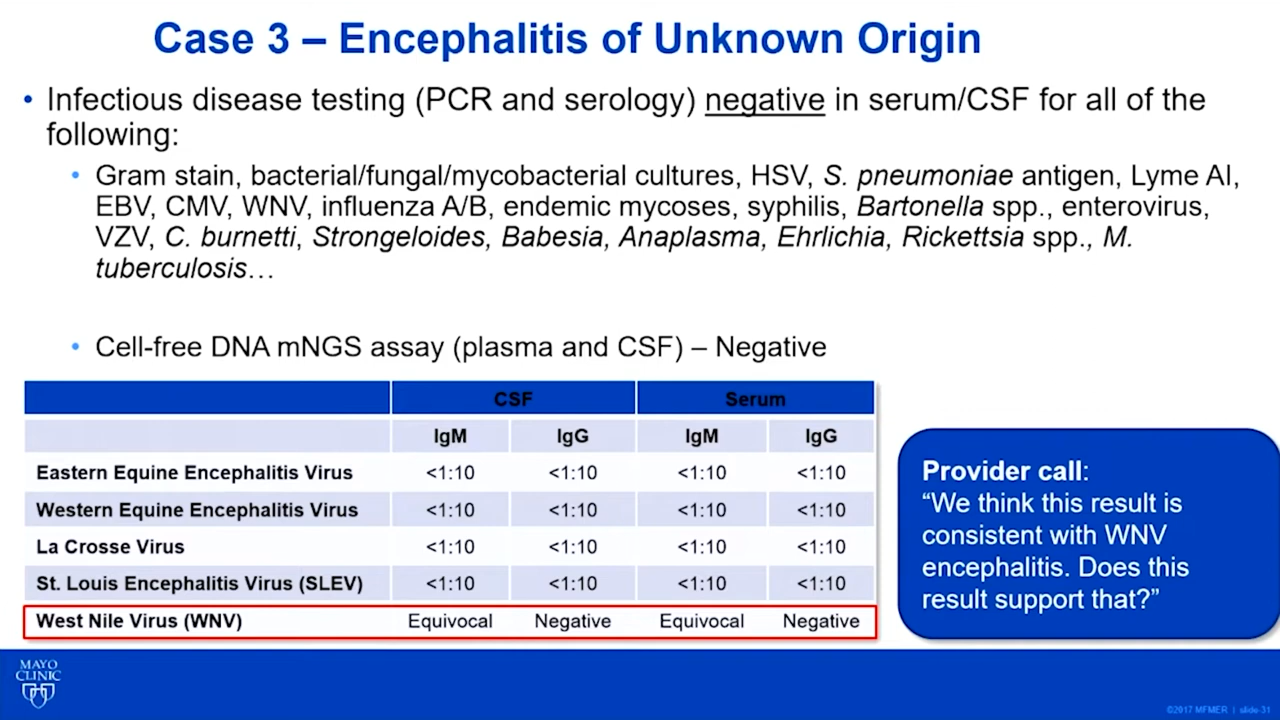 Case 3 – Encephalitis of Unknown Origin
• Infectious disease testing (PCR and serology) negative in serum/CSF for all of the
following:
• Gram stain, bacterial/fungal/mycobacterial cultures, HSV, S. pneumoniae antigen, Lyme AI,
EBV, CMV, WNV, influenza A/B, endemic mycoses, syphilis, Bartonella spp., enterovirus,
VZV, C. burnetti, Strongeloides, Babesia, Anaplasma, Ehrlichia, Rickettsia spp., M.
tuberculosis…
• Cell-free DNA mNGS assay (plasma and CSF) – Negative
CSF Serum
IgM IgG IgM IgG
Eastern Equine Encephalitis Virus <1:10 <1:10 <1:10 <1:10
Western Equine Encephalitis Virus <1:10 <1:10 <1:10 <1:10
La Crosse Virus <1:10 <1:10 <1:10 <1:10
St. Louis Encephalitis Virus (SLEV) <1:10 <1:10 <1:10 <1:10
West Nile Virus (WNV) Equivocal Negative Equivocal Negative
Provider call:
“We think this result is
consistent with WNV
encephalitis. Does this
result support that?”
MAYO
CLINIC
©2017 MFMER | slide-31